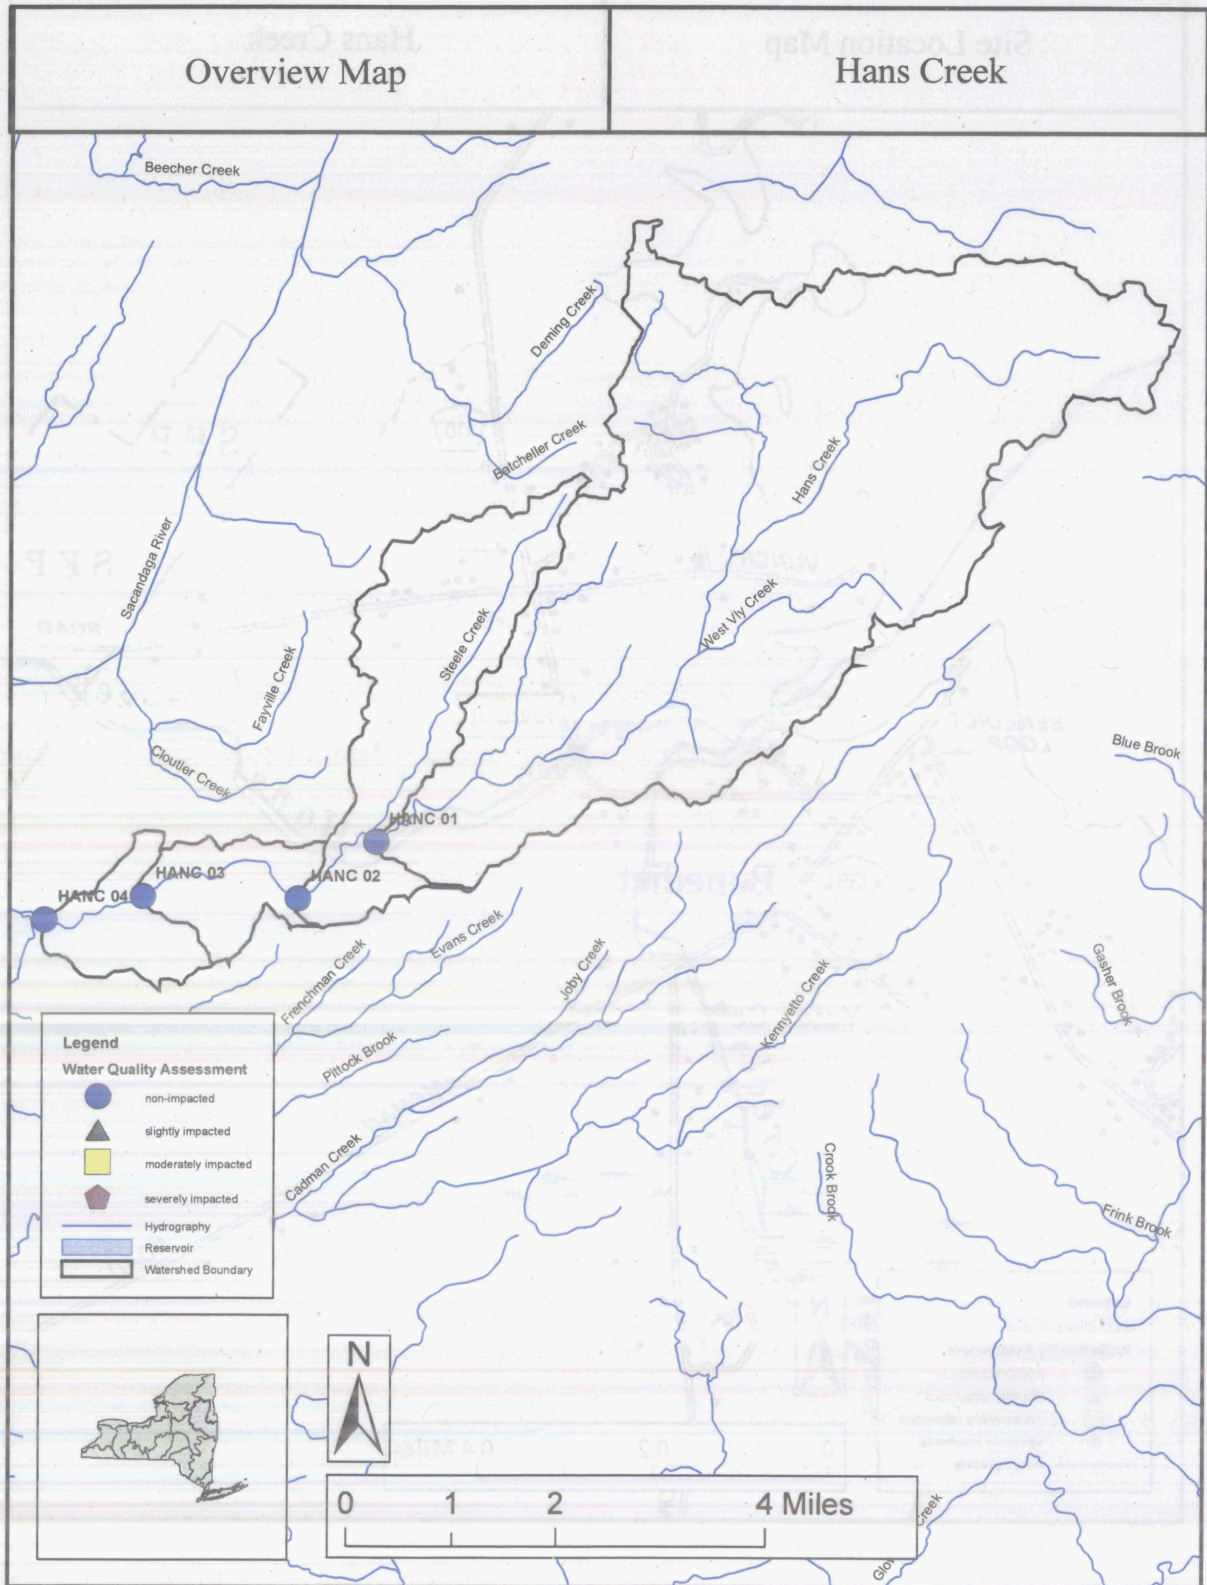 Overview Map
Hans Creek
Beecher Creek
Deming Creek
Batcheller Creek
Hans Creek
Sacandaga River
West Vly Creek
Steele Creek
Fayville Creek
Cloutier Creek
Blue Brook
HANC 01
HANC 03
HANC 02
HANC 04
Evans Creek
Frenchman Creek
Joby Creek
Gasher Brook
Kennyetto Creek
Pittock Brook
Cadman Creek
Crook Brook
Frink Brook
Creek
Legend
Water Quality Assessment
non-impacted
slightly impacted
moderately impacted
severely impacted
Hydrography
Reservoir
Watershed Boundary
N
0 1 2 4 Miles